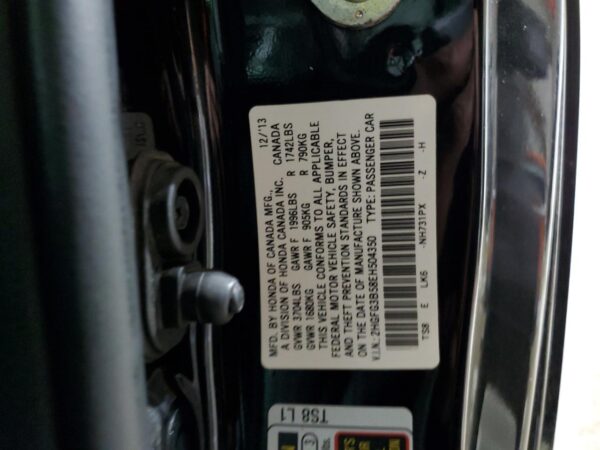 MFD. BY HONDA OF CANADA MFG., 12/'13
A DIVISION OF HONDA CANADA INC. CANADA
GVWR 3704LBS GAWR F 1996LBS R 1742LBS
GVWR 1680KG GAWR F 905KG R 790KG
THIS VEHICLE CONFORMS TO ALL APPLICABLE
FEDERAL MOTOR VEHICLE SAFETY, BUMPER,
AND THEFT PREVENTION STANDARDS IN EFFECT
ON THE DATE OF MANUFACTURE SHOWN ABOVE.
V.I.N.: 2HGFG3B58EH504350 TYPE: PASSENGER CAR
TS8 E LK6 -NH731PX -Z -H
TS8 L1
3